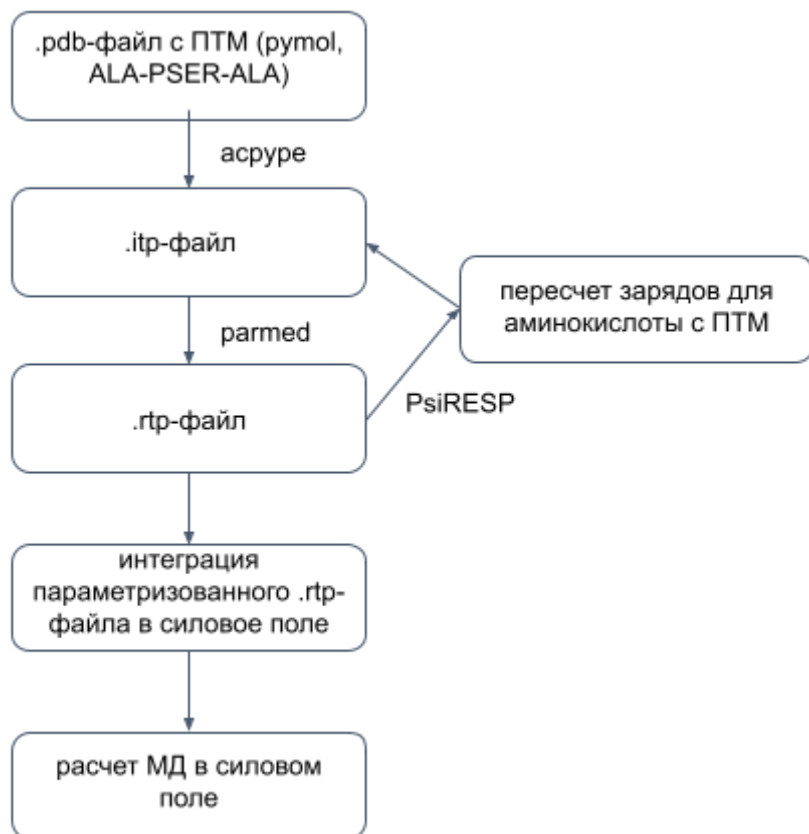 .pdb-файл с ПТМ (pymol,
ALA-PSER-ALA)
acpype
.itp-файл
пересчет зарядов для
аминокислоты с ПТМ
parmed
PsiRESP
.rtp-файл
интеграция
параметризованного .rtp-
файла в силовое поле
расчет МД в силовом
поле